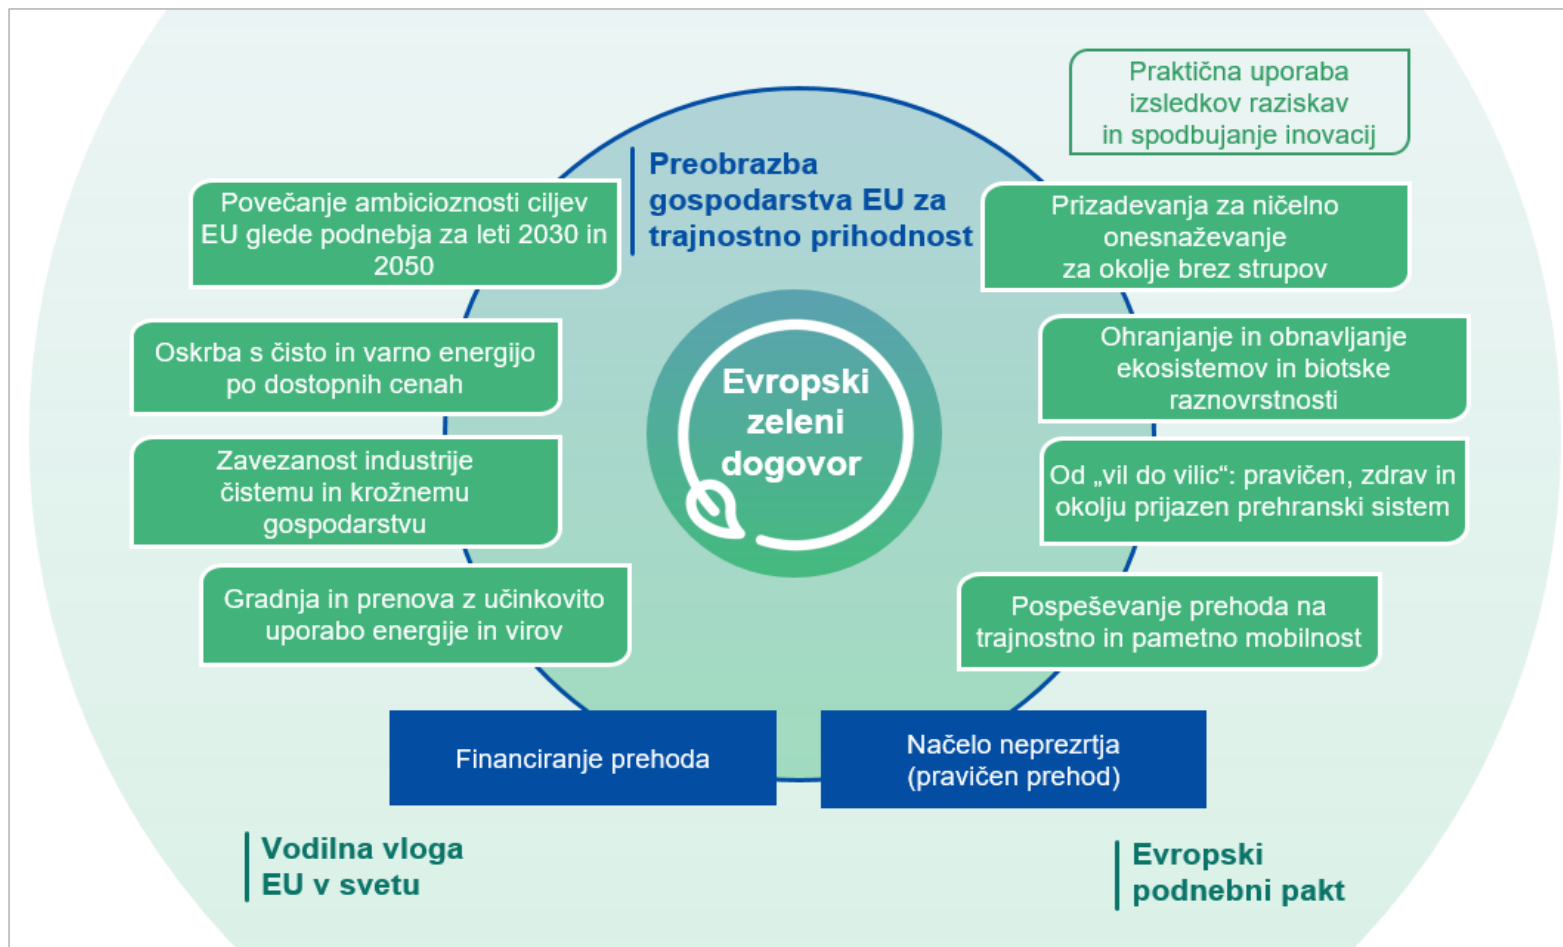 Praktična uporaba
izsledkov raziskav
in spodbujanje inovacij
Preobrazba
gospodarstva EU za
trajnostno prihodnost
Povečanje ambicioznosti ciljev
EU glede podnebja za leti 2030 in
2050
Prizadevanja za ničelno
onesnaževanje
za okolje brez strupov
Oskrba s čisto in varno energijo
po dostopnih cenah
Ohranjanje in obnavljanje
ekosistemov in biotske
raznovrstnosti
Evropski
zeleni
dogovor
Zavezanost industrije
čistemu in krožnemu
gospodarstvu
Od „vil do vilic“: pravičen, zdrav in
okolju prijazen prehranski sistem
Gradnja in prenova z učinkovito
uporabo energije in virov
Pospeševanje prehoda na
trajnostno in pametno mobilnost
Financiranje prehoda
Načelo neprezrtja
(pravičen prehod)
Vodilna vloga
EU v svetu
Evropski
podnebni pakt